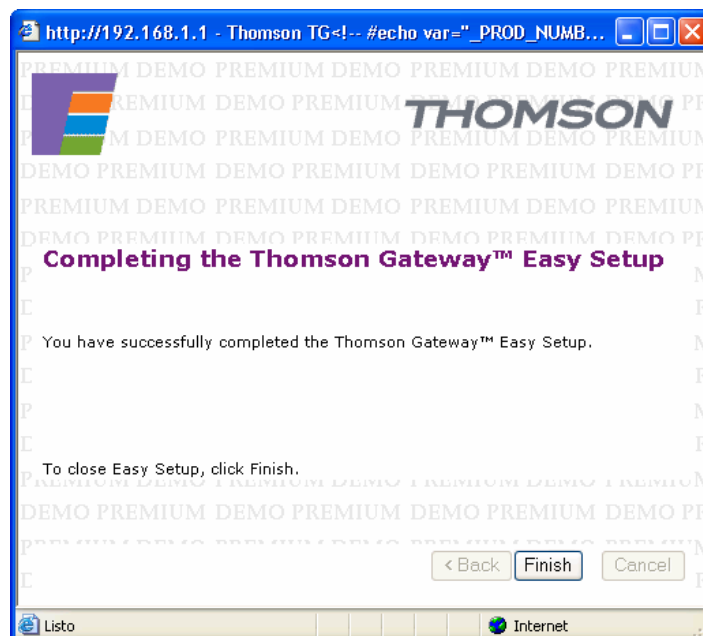 http://192.168.1.1 - Thomson TG<!-- #echo var="_PROD_NUMB...
THOMSON
Completing the Thomson Gateway™ Easy Setup
You have successfully completed the Thomson Gateway™ Easy Setup.
To close Easy Setup, click Finish.
< Back Finish Cancel
Listo Internet